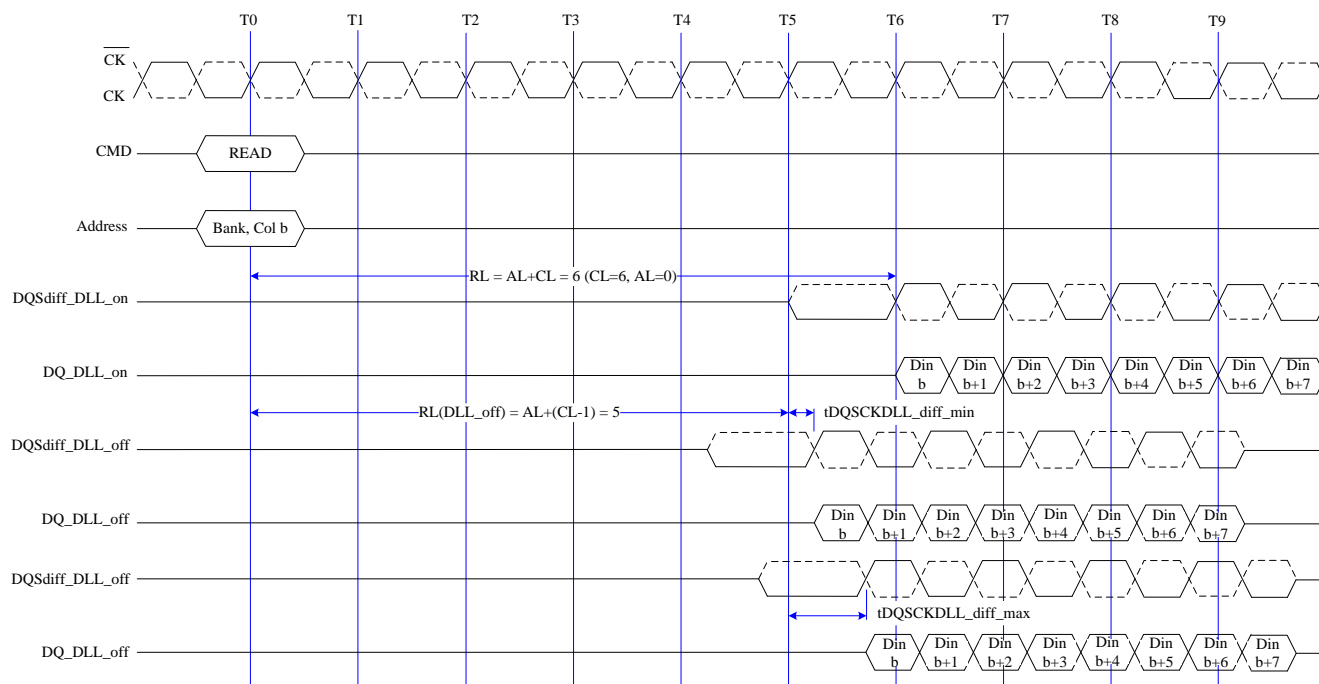 T0 T1 T2 T3 T4 T5 T6 T7 T8 T9
CK
CK
CMD READ
Address Bank, Col b
RL = AL+CL = 6 (CL=6, AL=0)
DQSdiff_DLL_on
DQ_DLL_on Din b Din b+1 Din b+2 Din b+3 Din b+4 Din b+5 Din b+6 Din b+7
RL(DLL_off) = AL+(CL-1) = 5 tDQSCKDLL_diff_min
DQSdiff_DLL_off
DQ_DLL_off Din b Din b+1 Din b+2 Din b+3 Din b+4 Din b+5 Din b+6 Din b+7
DQSdiff_DLL_off
tDQSCKDLL_diff_max
DQ_DLL_off Din b Din b+1 Din b+2 Din b+3 Din b+4 Din b+5 Din b+6 Din b+7